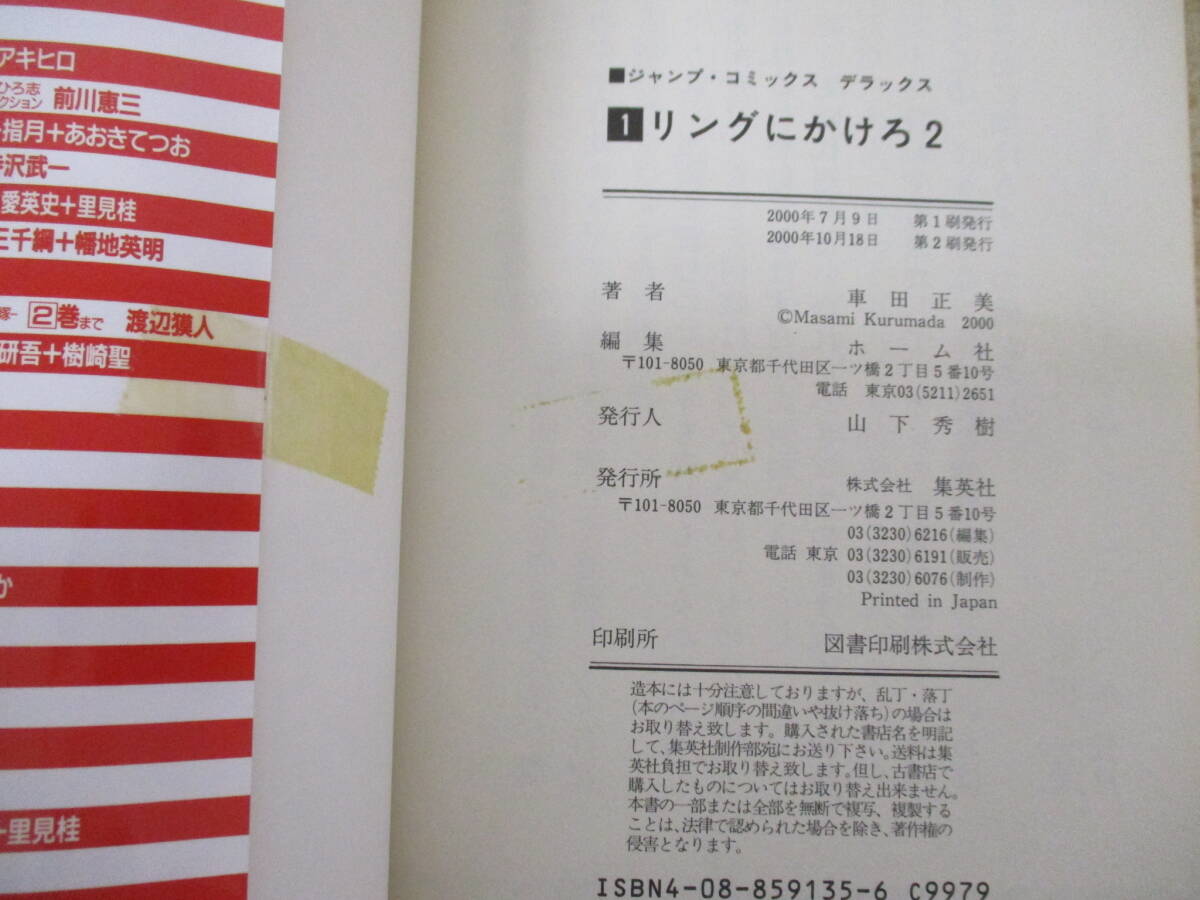 アキヒロ
ひろ志
クション 前川恵三
指月+あおきてつお
沢武一
愛英史+里見桂
三千綱+幡地英明
2巻まで 渡辺獏人
研吾+樹崎聖
か
+里見桂
■ジャンプ・コミックス デラックス
1 リングにかけろ2
2000年7月9日 第1刷発行
2000年10月18日 第2刷発行
著者 車田正美
©Masami Kurumada 2000
編集 ホーム社
〒101-8050 東京都千代田区一ツ橋2丁目5番10号
電話 東京03(5211)2651
発行人 山下秀樹
発行所 株式会社 集英社
〒101-8050 東京都千代田区一ツ橋2丁目5番10号
03(3230)6216(編集)
電話 東京 03(3230)6191(販売)
03(3230)6076(制作)
Printed in Japan
印刷所 図書印刷株式会社
造本には十分注意しておりますが、乱丁・落丁
(本のページ順序の間違いや抜け落ち)の場合は
お取り替え致します。購入された書店名を明記
して、集英社制作部宛にお送り下さい。送料は集
英社負担でお取り替え致します。但し、古書店で
購入したものについてはお取り替え出来ません。
本書の一部または全部を無断で複写、複製する
ことは、法律で認められた場合を除き、著作権の
侵害となります。
ISBN4-08-859135-6 C9979